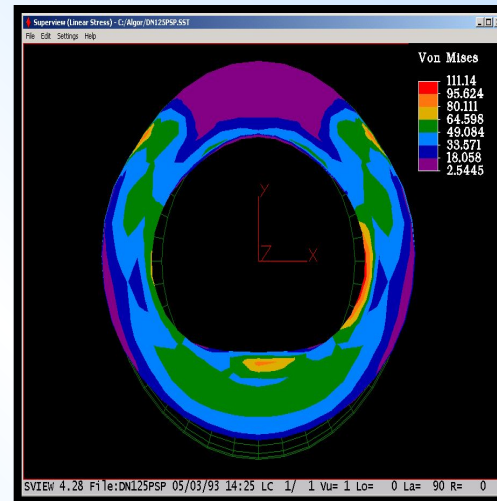 Superview (Linear Stress) - C:/Algor/DN125PSP.SST
File Edit Settings Help
Von Mises
111.14
95.624
80.111
64.598
49.084
33.571
18.058
2.5445
Y
Z X
SVIEW 4.28 File:DN125PSP 05/03/93 14:25 LC 1/ 1 Vu= 1 Lo= 0 La= 90 R= 0